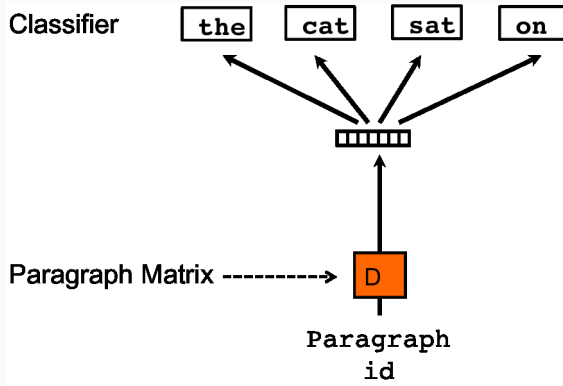 Classifier the cat sat on
Paragraph Matrix D
Paragraph
id